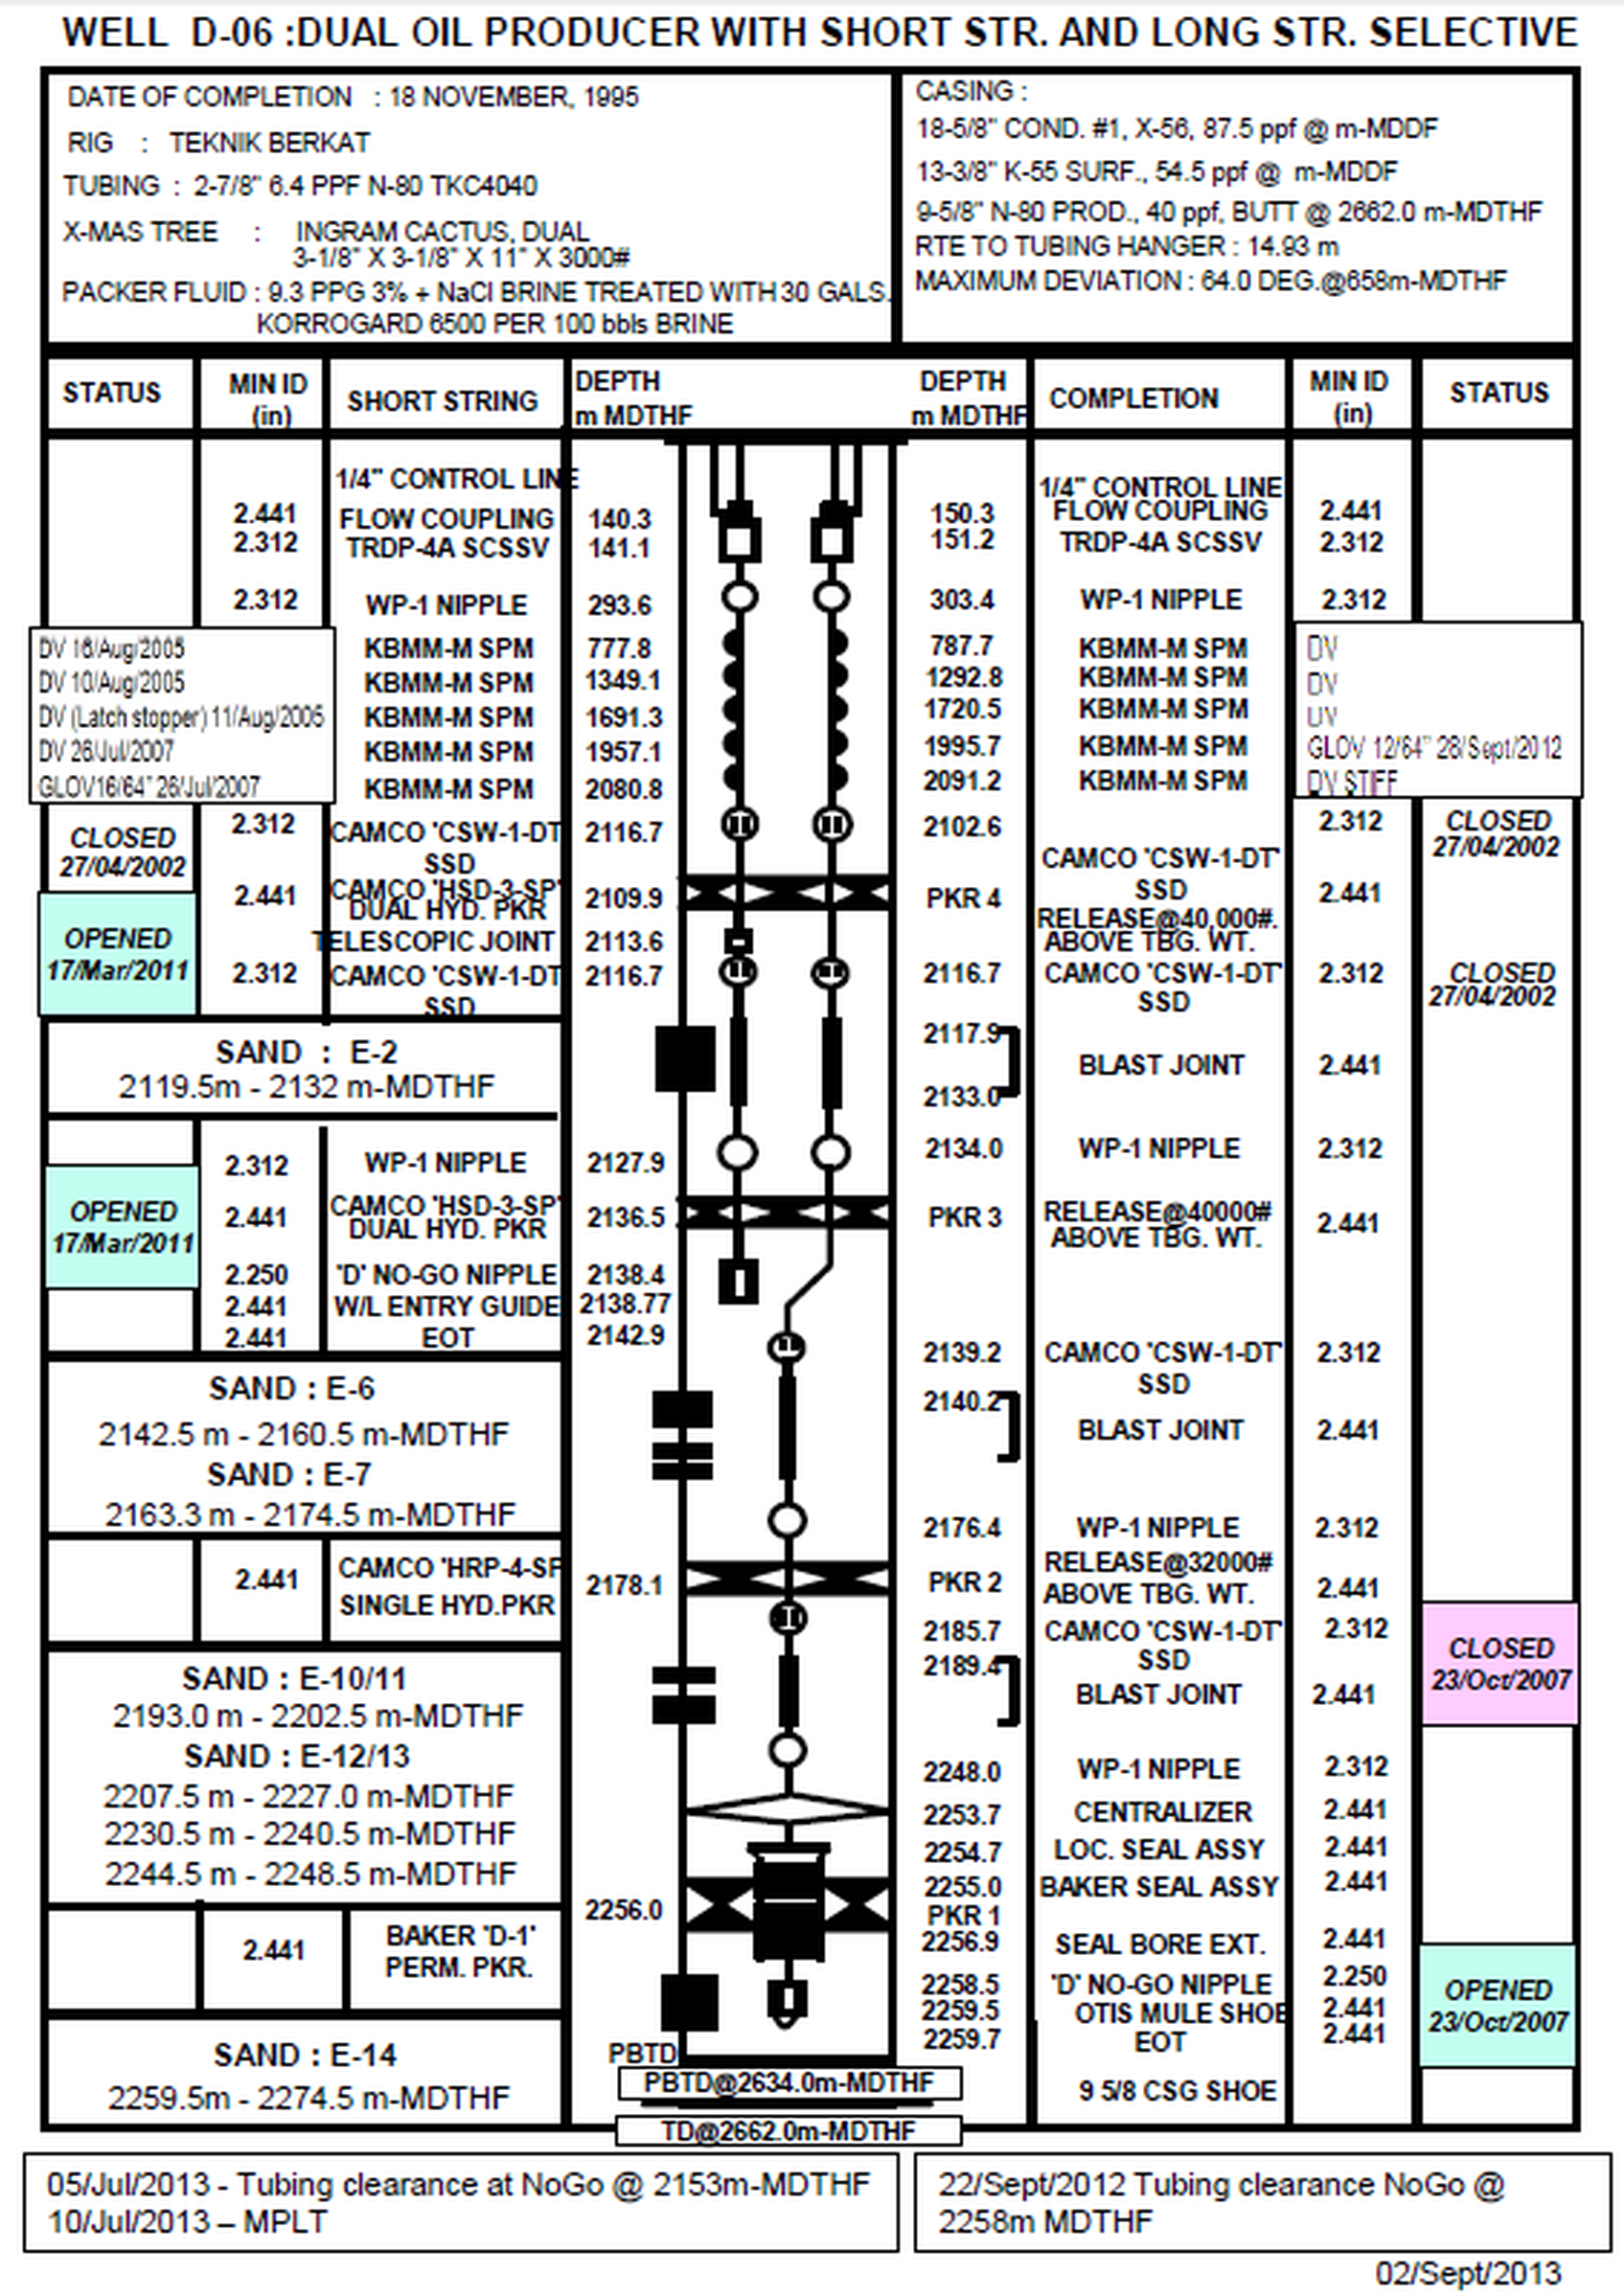 WELL D-06 :DUAL OIL PRODUCER WITH SHORT STR. AND LONG STR. SELECTIVE
DATE OF COMPLETION : 18 NOVEMBER, 1995
RIG : TEKNIK BERKAT
TUBING : 2-7/8" 6.4 PPF N-80 TKC4040
X-MAS TREE : INGRAM CACTUS, DUAL
3-1/8" X 3-1/8" X 11" X 3000#
PACKER FLUID : 9.3 PPG 3% + NaCl BRINE TREATED WITH 30 GALS.
KORROGARD 6500 PER 100 bbls BRINE
CASING :
18-5/8" COND. #1, X-56, 87.5 ppf @ m-MDDF
13-3/8" K-55 SURF., 54.5 ppf @ m-MDDF
9-5/8" N-80 PROD., 40 ppf, BUTT @ 2662.0 m-MDTHF
RTE TO TUBING HANGER : 14.93 m
MAXIMUM DEVIATION : 64.0 DEG.@658m-MDTHF
STATUS MIN ID (in) SHORT STRING DEPTH m MDTHF DEPTH m MDTHF COMPLETION MIN ID (in) STATUS
1/4" CONTROL LINE 1/4" CONTROL LINE
2.441 FLOW COUPLING 140.3 150.3 FLOW COUPLING 2.441
2.312 TRDP-4A SCSSV 141.1 151.2 TRDP-4A SCSSV 2.312
2.312 WP-1 NIPPLE 293.6 303.4 WP-1 NIPPLE 2.312
DV 16/Aug/2005 KBMM-M SPM 777.8 787.7 KBMM-M SPM DV
DV 10/Aug/2005 KBMM-M SPM 1349.1 1292.8 KBMM-M SPM DV
DV (Latch stopper) 11/Aug/2005 KBMM-M SPM 1691.3 1720.5 KBMM-M SPM DV
DV 26/Jul/2007 KBMM-M SPM 1957.1 1995.7 KBMM-M SPM GLOV 12/64" 28/Sept/2012
GLOV16/64" 26/Jul/2007 KBMM-M SPM 2080.8 2091.2 KBMM-M SPM DV STIFF
CLOSED 2.312 CAMCO 'CSW-1-DT 2116.7 2102.6 CAMCO 'CSW-1-DT' 2.312 CLOSED
27/04/2002 SSD SSD 27/04/2002
2.441 CAMCO 'HSD-3-SP' 2109.9 PKR 4 RELEASE@40,000#. 2.441
DUAL HYD. PKR ABOVE TBG. WT.
OPENED TELESCOPIC JOINT 2113.6
17/Mar/2011 2.312 CAMCO 'CSW-1-DT 2116.7 2116.7 CAMCO 'CSW-1-DT' 2.312 CLOSED
SSD SSD 27/04/2002
SAND : E-2
2119.5m - 2132 m-MDTHF
2117.9
BLAST JOINT 2.441
2133.0
2.312 WP-1 NIPPLE 2127.9 2134.0 WP-1 NIPPLE 2.312
OPENED 2.441 CAMCO 'HSD-3-SP' 2136.5 PKR 3 RELEASE@40000# 2.441
17/Mar/2011 DUAL HYD. PKR ABOVE TBG. WT.
2.250 'D' NO-GO NIPPLE 2138.4
2.441 W/L ENTRY GUIDE 2138.77
2.441 EOT 2142.9
2139.2 CAMCO 'CSW-1-DT' 2.312
SSD
SAND : E-6
2142.5 m - 2160.5 m-MDTHF
2140.2 BLAST JOINT 2.441
SAND : E-7
2163.3 m - 2174.5 m-MDTHF
2176.4 WP-1 NIPPLE 2.312
2.441 CAMCO 'HRP-4-SP 2178.1 PKR 2 RELEASE@32000# 2.441
SINGLE HYD.PKR ABOVE TBG. WT.
2185.7 CAMCO 'CSW-1-DT' 2.312 CLOSED
SSD 23/Oct/2007
SAND : E-10/11
2193.0 m - 2202.5 m-MDTHF
2189.4 BLAST JOINT 2.441
SAND : E-12/13
2207.5 m - 2227.0 m-MDTHF
2230.5 m - 2240.5 m-MDTHF
2244.5 m - 2248.5 m-MDTHF
2248.0 WP-1 NIPPLE 2.312
2253.7 CENTRALIZER 2.441
2254.7 LOC. SEAL ASSY 2.441
2255.0 BAKER SEAL ASSY 2.441
2.441 BAKER 'D-1' 2256.0 PKR 1
PERM. PKR.
2256.9 SEAL BORE EXT. 2.441
2258.5 'D' NO-GO NIPPLE 2.250 OPENED
2259.5 OTIS MULE SHOE 2.441 23/Oct/2007
2259.7 EOT 2.441
SAND : E-14
2259.5m - 2274.5 m-MDTHF
PBTD
PBTD@2634.0m-MDTHF 9 5/8 CSG SHOE
TD@2662.0m-MDTHF
05/Jul/2013 - Tubing clearance at NoGo @ 2153m-MDTHF
10/Jul/2013 – MPLT
22/Sept/2012 Tubing clearance NoGo @
2258m MDTHF
02/Sept/2013